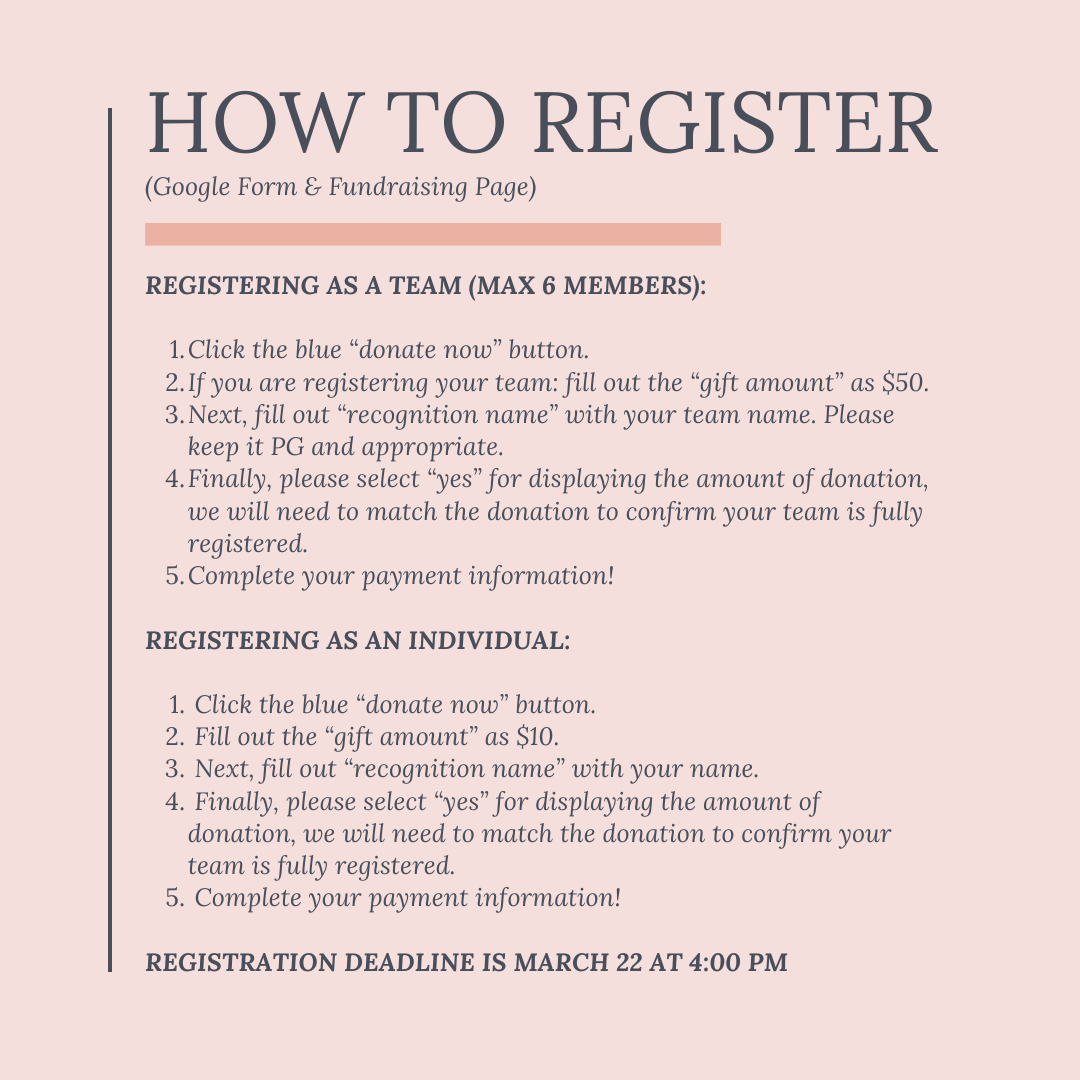 HOW TO REGISTER
(Google Form & Fundraising Page)
REGISTERING AS A TEAM (MAX 6 MEMBERS):
1. Click the blue “donate now” button.
2. If you are registering your team: fill out the “gift amount” as $50.
3. Next, fill out “recognition name” with your team name. Please
keep it PG and appropriate.
4. Finally, please select “yes” for displaying the amount of donation,
we will need to match the donation to confirm your team is fully
registered.
5. Complete your payment information!
REGISTERING AS AN INDIVIDUAL:
1. Click the blue “donate now” button.
2. Fill out the “gift amount” as $10.
3. Next, fill out “recognition name” with your name.
4. Finally, please select “yes” for displaying the amount of
donation, we will need to match the donation to confirm your
team is fully registered.
5. Complete your payment information!
REGISTRATION DEADLINE IS MARCH 22 AT 4:00 PM